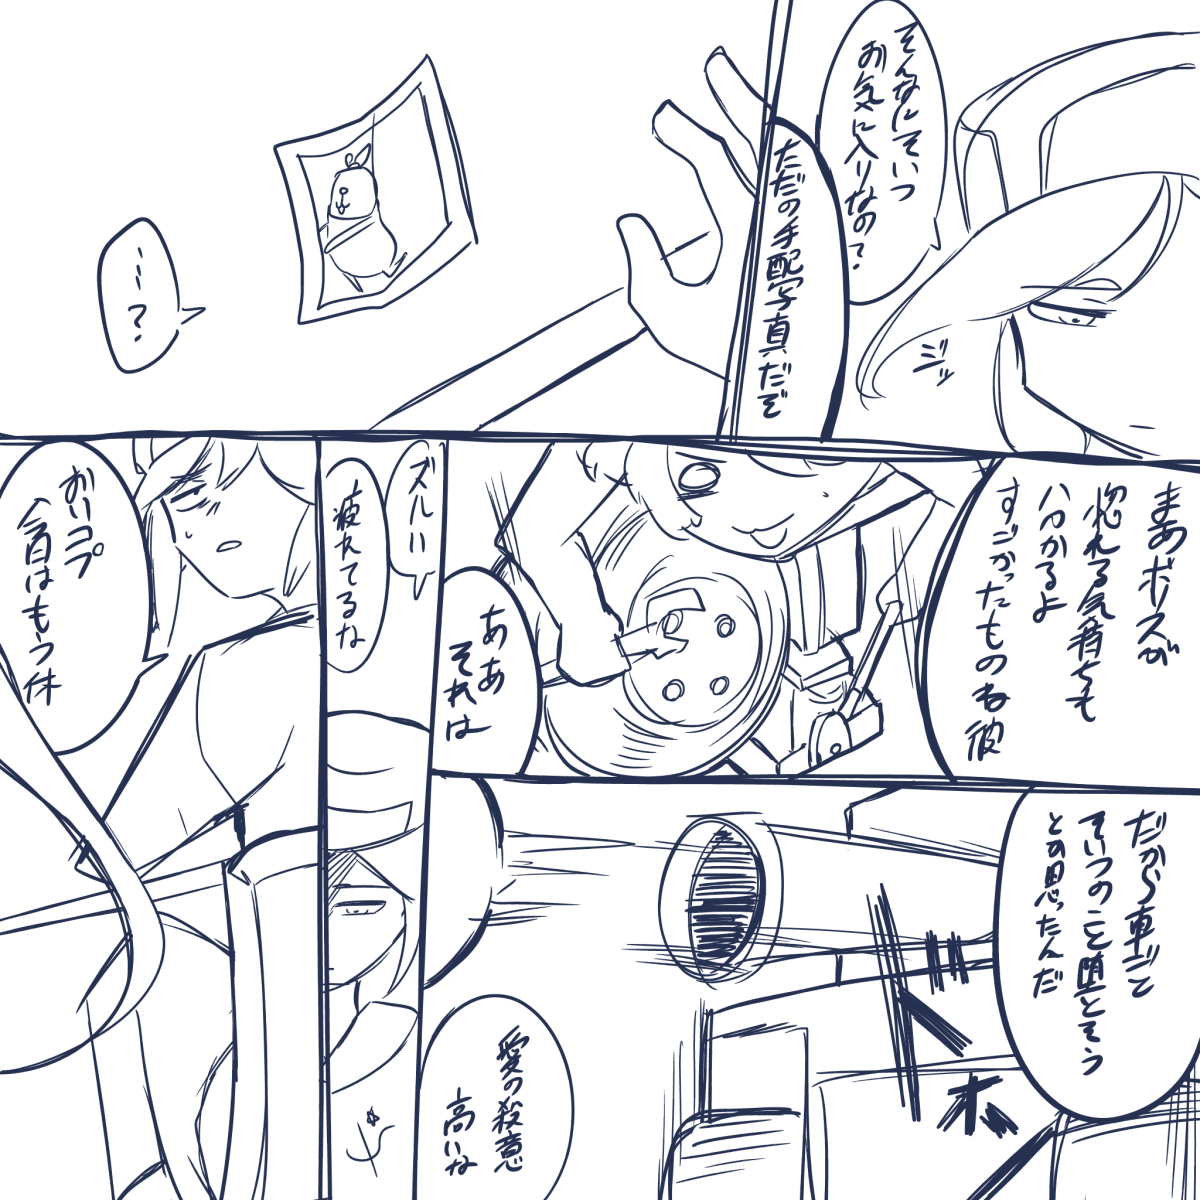 そんなにそいつ
お気に入りなの?
ジッ
ただの手配写真だぞ
…?
まあボスが
惚れる気持ちも
ハわかるよ
すごかったものね彼
ああ
それは
ズルい
疲れてるな
おいコプ
今日はもう休
だから車ごと
そいつのこと堕とそう
と思ったんだ
愛の殺意
高いな